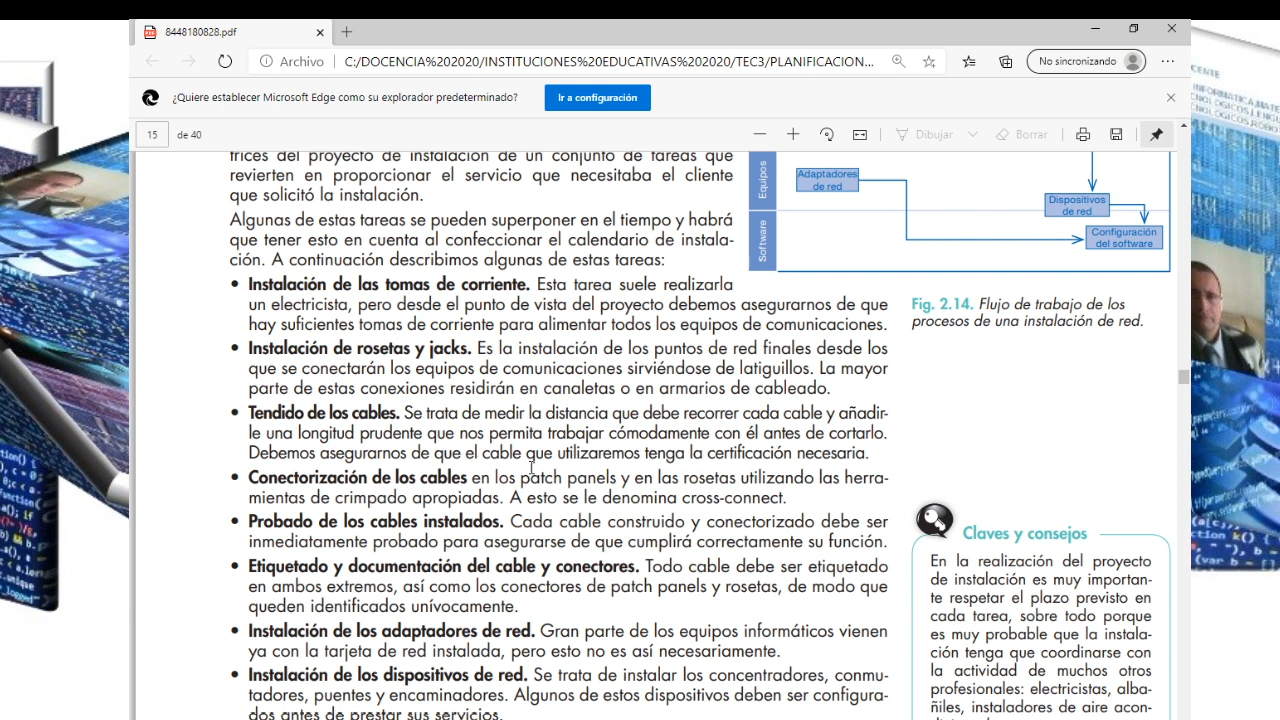 8448180828.pdf
Archivo
C:/DOCENCIA%202020/INSTITUCIONES%20EDUCATIVAS%202020/TEC3/PLANIFICACION...
No sincronizando
¿Quiere establecer Microsoft Edge como su explorador predeterminado?
Ir a configuración
15 de 40
Dibujar
Borrar
trices del proyecto de instalación de un conjunto de tareas que
revierten en proporcionar el servicio que necesitaba el cliente
que solicitó la instalación.
Algunas de estas tareas se pueden superponer en el tiempo y habrá
que tener esto en cuenta al confeccionar el calendario de instala-
ción. A continuación describimos algunas de estas tareas:
• Instalación de las tomas de corriente. Esta tarea suele realizarla
un electricista, pero desde el punto de vista del proyecto debemos asegurarnos de que
hay suficientes tomas de corriente para alimentar todos los equipos de comunicaciones.
• Instalación de rosetas y jacks. Es la instalación de los puntos de red finales desde los
que se conectarán los equipos de comunicaciones sirviéndose de latiguillos. La mayor
parte de estas conexiones residirán en canaletas o en armarios de cableado.
• Tendido de los cables. Se trata de medir la distancia que debe recorrer cada cable y añadir-
le una longitud prudente que nos permita trabajar cómodamente con él antes de cortarlo.
Debemos asegurarnos de que el cable que utilizaremos tenga la certificación necesaria.
• Conectorización de los cables en los patch panels y en las rosetas utilizando las herra-
mientas de crimpado apropiadas. A esto se le denomina cross-connect.
• Probado de los cables instalados. Cada cable construido y conectorizado debe ser
inmediatamente probado para asegurarse de que cumplirá correctamente su función.
• Etiquetado y documentación del cable y conectores. Todo cable debe ser etiquetado
en ambos extremos, así como los conectores de patch panels y rosetas, de modo que
queden identificados unívocamente.
• Instalación de los adaptadores de red. Gran parte de los equipos informáticos vienen
ya con la tarjeta de red instalada, pero esto no es así necesariamente.
• Instalación de los dispositivos de red. Se trata de instalar los concentradores, conmu-
tadores, puentes y encaminadores. Algunos de estos dispositivos deben ser configura-
dos antes de prestar sus servicios.
Equipos
Software
Adaptadores
de red
Dispositivos
de red
Configuración
del software
Fig. 2.14. Flujo de trabajo de los
procesos de una instalación de red.
Claves y consejos
En la realización del proyecto
de instalación es muy importan-
te respetar el plazo previsto en
cada tarea, sobre todo porque
es muy probable que la instala-
ción tenga que coordinarse con
la actividad de muchos otros
profesionales: electricistas, alba-
ñiles, instaladores de aire acon-